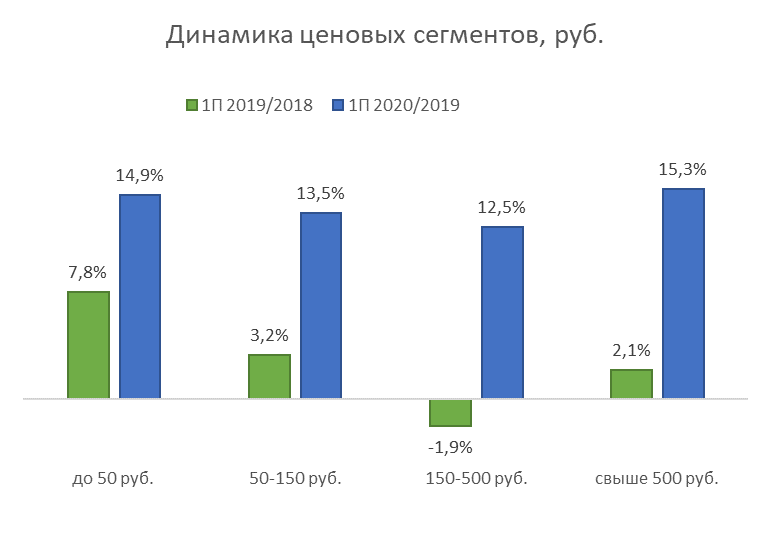 Динамика ценовых сегментов, руб.
1П 2019/2018 1П 2020/2019
14,9% 13,5% 12,5% 15,3%
7,8% 3,2% -1,9% 2,1%
до 50 руб. 50-150 руб. 150-500 руб. свыше 500 руб.